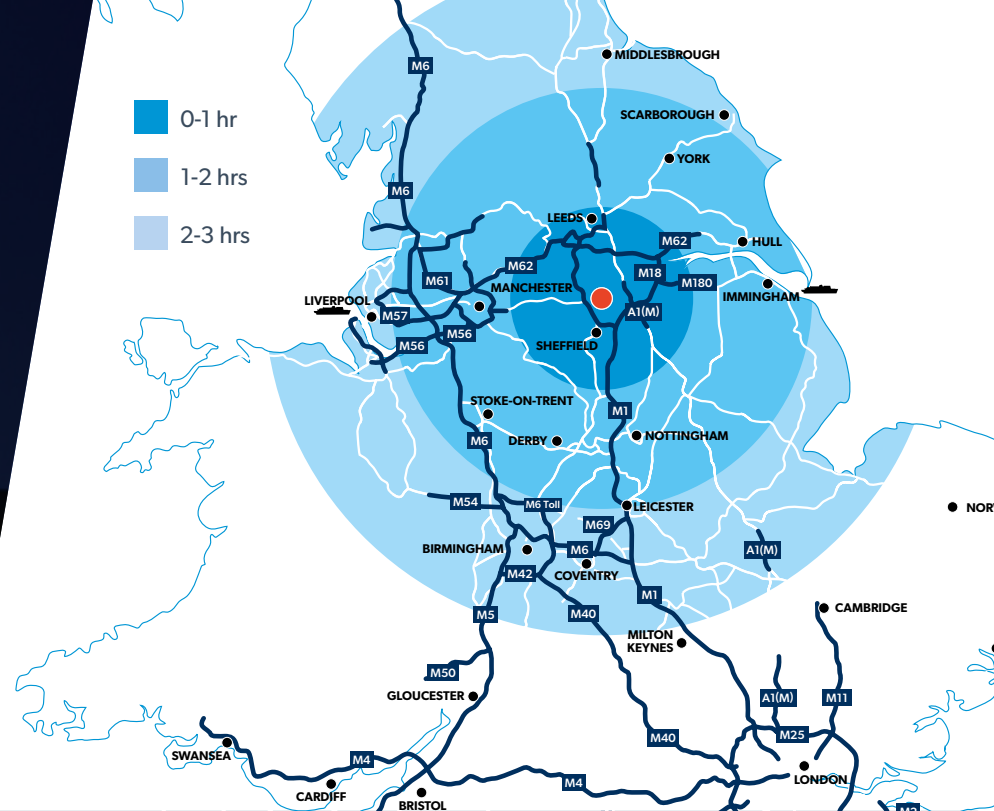 MIDDLESBROUGH
M6
0-1 hr
SCARBOROUGH
YORK
1-2 hrs
M6
LEEDS
2-3 hrs
M62
HULL
M62
M18
M61
M180
MANCHESTER
IMMINGHAM
LIVERPOOL
M57
A1(M)
M56
M56
SHEFFIELD
STOKE-ON-TRENT
M1
M6
DERBY
NOTTINGHAM
M54
M6 Toll
LEICESTER
NOR
M69
BIRMINGHAM
M6
A1(M)
M42
COVENTRY
M1
CAMBRIDGE
M5
M40
MILTON
KEYNES
M50
GLOUCESTER
A1(M)
M11
M25
M40
SWANSEA
M4
LONDON
M4
CARDIFF
BRISTOL